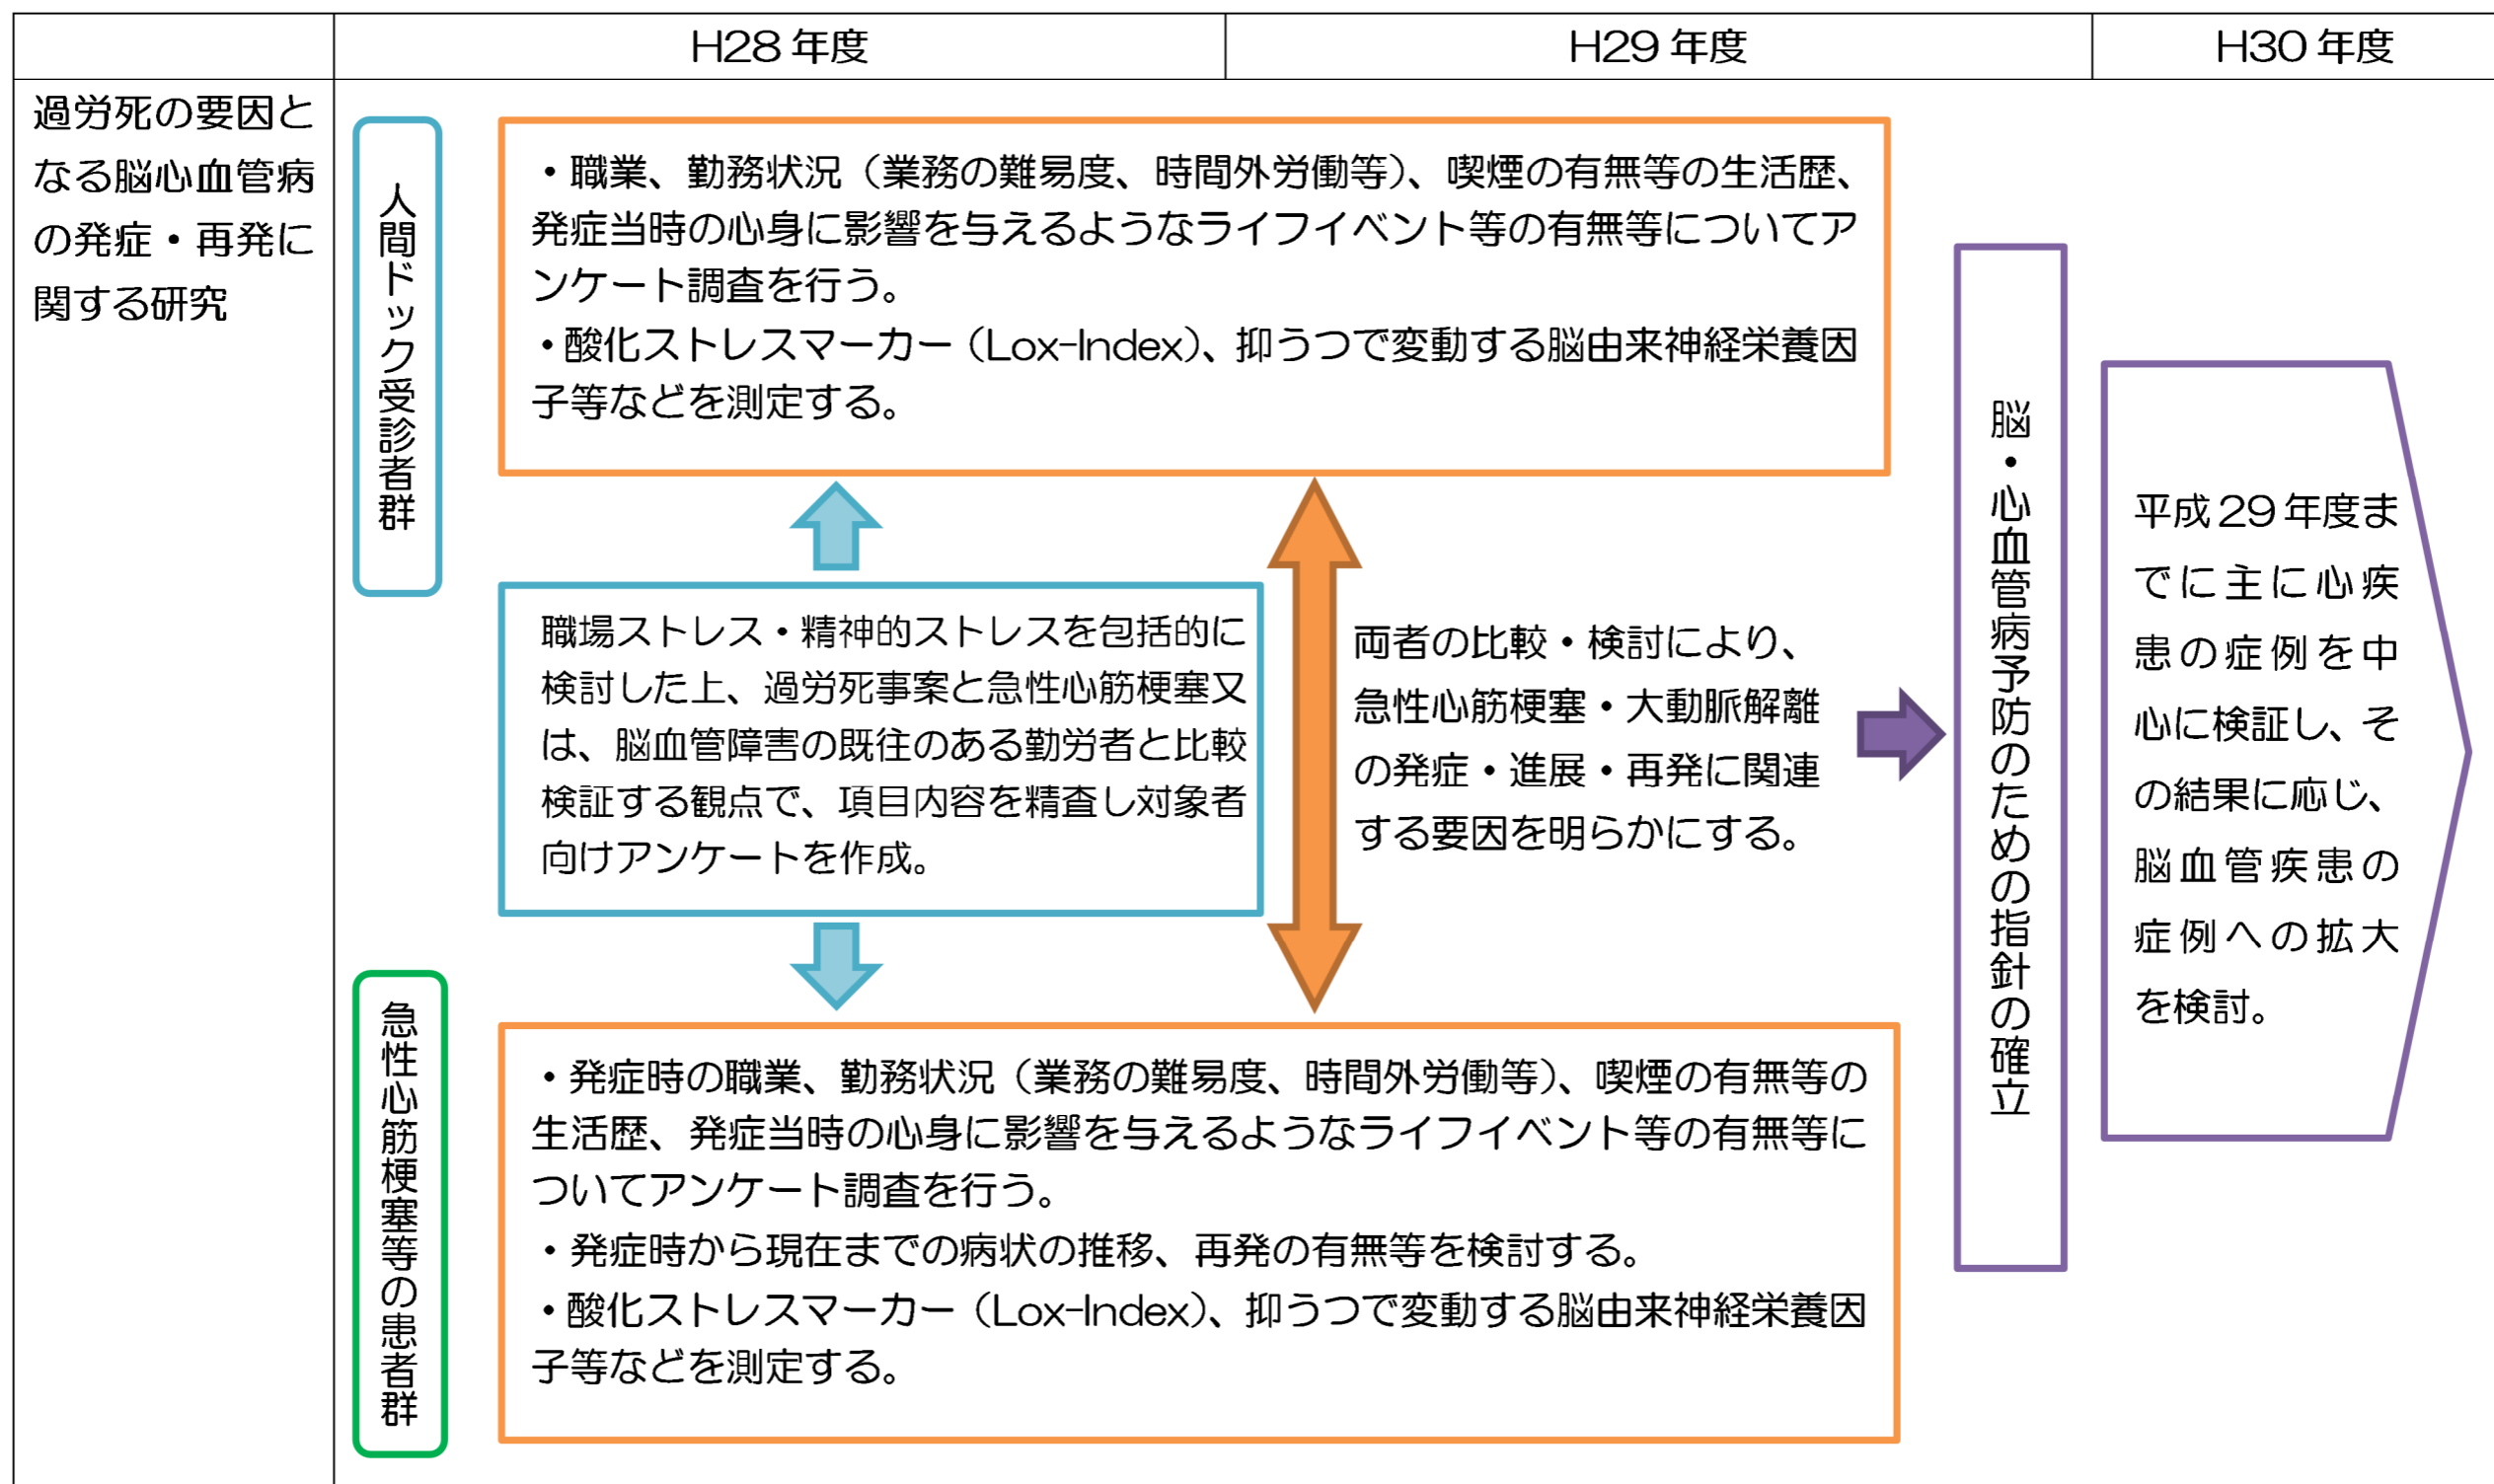 H28 年度
H29 年度
H30 年度
過労死の要因と
なる脳心血管病
の発症・再発に
関する研究
人間ドック受診者群
・職業、勤務状況（業務の難易度、時間外労働等）、喫煙の有無等の生活歴、
発症当時の心身に影響を与えるようなライフイベント等の有無等についてア
ンケート調査を行う。
・酸化ストレスマーカー（Lox-Index）、抑うつで変動する脳由来神経栄養因
子等などを測定する。
職場ストレス・精神的ストレスを包括的に
検討した上、過労死事案と急性心筋梗塞又
は、脳血管障害の既往のある勤労者と比較
検証する観点で、項目内容を精査し対象者
向けアンケートを作成。
両者の比較・検討により、
急性心筋梗塞・大動脈解離
の発症・進展・再発に関連
する要因を明らかにする。
急性心筋梗塞等の患者群
・発症時の職業、勤務状況（業務の難易度、時間外労働等）、喫煙の有無等の
生活歴、発症当時の心身に影響を与えるようなライフイベント等の有無等に
ついてアンケート調査を行う。
・発症時から現在までの病状の推移、再発の有無等を検討する。
・酸化ストレスマーカー（Lox-Index）、抑うつで変動する脳由来神経栄養因
子等などを測定する。
脳・心血管病予防のための指針の確立
平成 29 年度ま
でに主に心疾
患の症例を中
心に検証し、そ
の結果に応じ、
脳血管疾患の
症例への拡大
を検討。